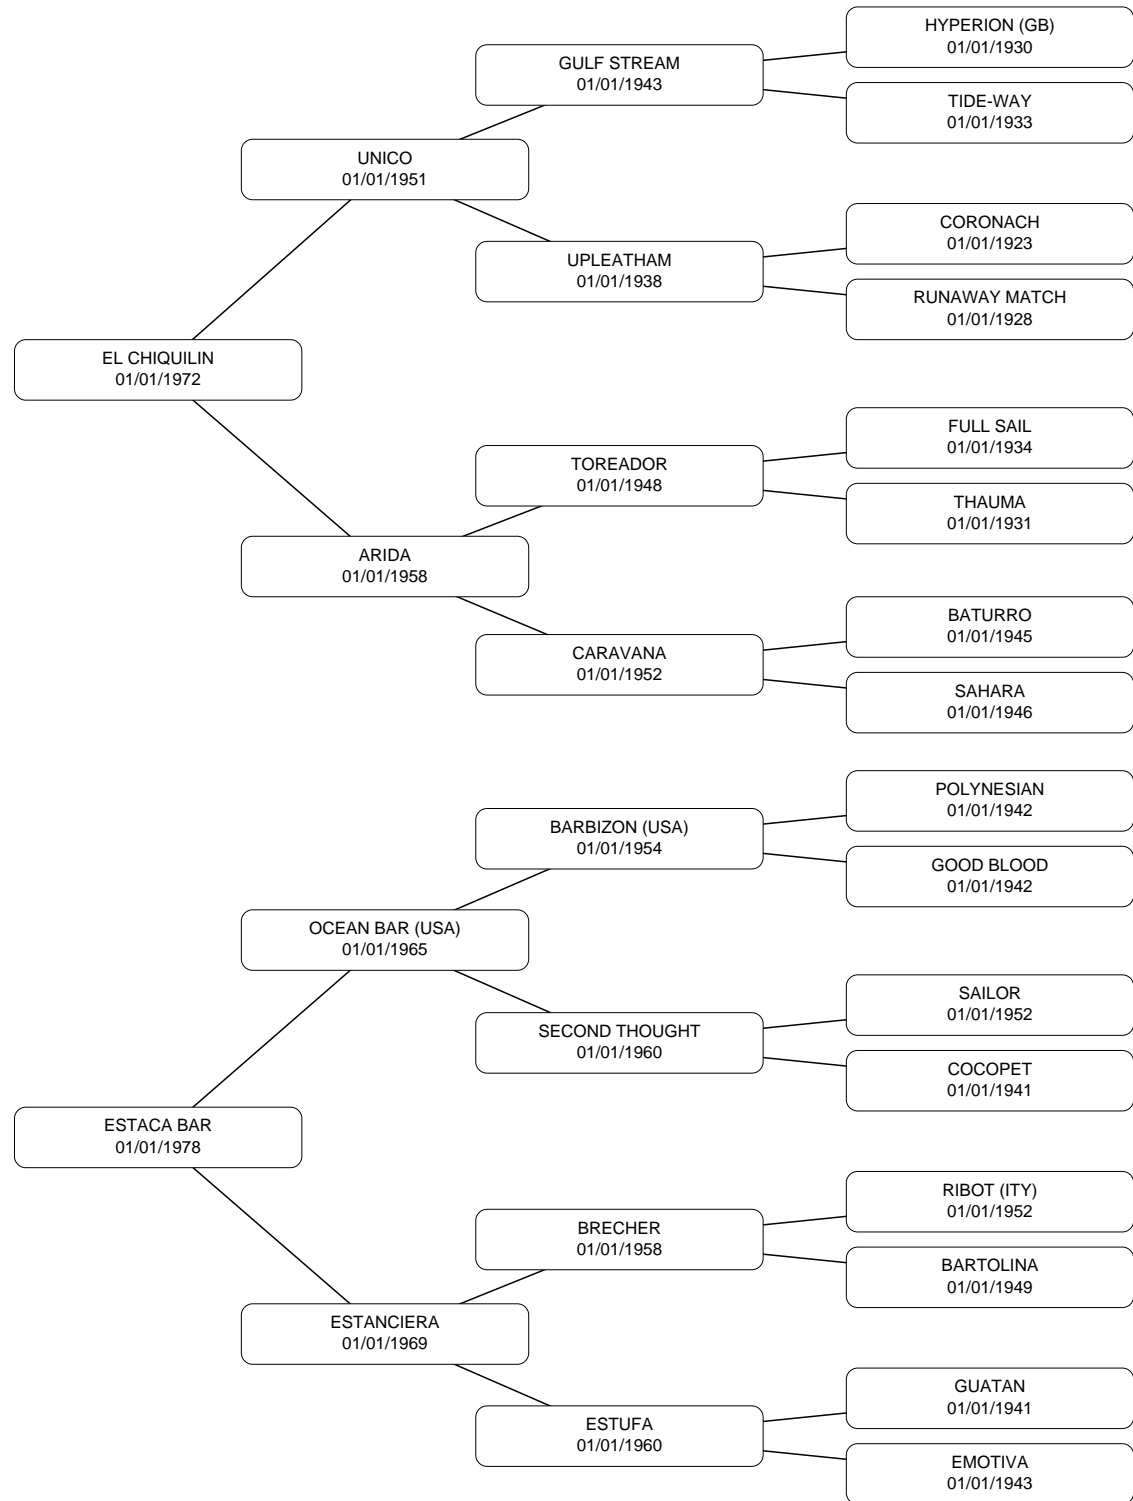 HYPERION (GB)
01/01/1930
GULF STREAM
01/01/1943
TIDE-WAY
01/01/1933
UNICO
01/01/1951
CORONACH
01/01/1923
UPLEATHAM
01/01/1938
RUNAWAY MATCH
01/01/1928
EL CHIQUILIN
01/01/1972
FULL SAIL
01/01/1934
TOREADOR
01/01/1948
THAUMA
01/01/1931
ARIDA
01/01/1958
BATURRO
01/01/1945
CARAVANA
01/01/1952
SAHARA
01/01/1946
POLYNESIAN
01/01/1942
BARBIZON (USA)
01/01/1954
GOOD BLOOD
01/01/1942
OCEAN BAR (USA)
01/01/1965
SAILOR
01/01/1952
SECOND THOUGHT
01/01/1960
COCOPET
01/01/1941
ESTACA BAR
01/01/1978
RIBOT (ITY)
01/01/1952
BRECHER
01/01/1958
BARTOLINA
01/01/1949
ESTANCIERA
01/01/1969
GUATAN
01/01/1941
ESTUFA
01/01/1960
EMOTIVA
01/01/1943